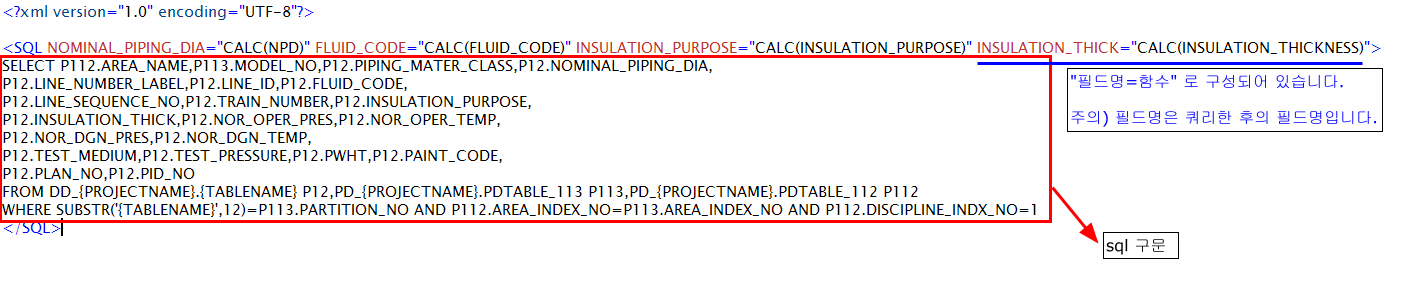 <?xml version="1.0" encoding="UTF-8"?>
<SQL NOMINAL_PIPING_DIA="CALC(NPD)" FLUID_CODE="CALC(FLUID_CODE)" INSULATION_PURPOSE="CALC(INSULATION_PURPOSE)" INSULATION_THICK="CALC(INSULATION_THICKNESS)">
SELECT P112.AREA_NAME,P113.MODEL_NO,P12.PIPING_MATER_CLASS,P12.NOMINAL_PIPING_DIA,
P12.LINE_NUMBER_LABEL,P12.LINE_ID,P12.FLUID_CODE,
P12.LINE_SEQUENCE_NO,P12.TRAIN_NUMBER,P12.INSULATION_PURPOSE,
P12.INSULATION_THICK,P12.NOR_OPER_PRES,P12.NOR_OPER_TEMP,
P12.NOR_DGN_PRES,P12.NOR_DGN_TEMP,
P12.TEST_MEDIUM,P12.TEST_PRESSURE,P12.PWHT,P12.PAINT_CODE,
P12.PLAN_NO,P12.PID_NO
FROM DD_{PROJECTNAME}.{TABLENAME} P12,PD_{PROJECTNAME}.PDTABLE_113 P113,PD_{PROJECTNAME}.PDTABLE_112 P112
WHERE SUBSTR('{TABLENAME}',12)=P113.PARTITION_NO AND P112.AREA_INDEX_NO=P113.AREA_INDEX_NO AND P112.DISCIPLINE_INDX_NO=1
</SQL>
"필드명=함수" 로 구성되어 있습니다.
주의) 필드명은 쿼리한 후의 필드명입니다.
sql 구문